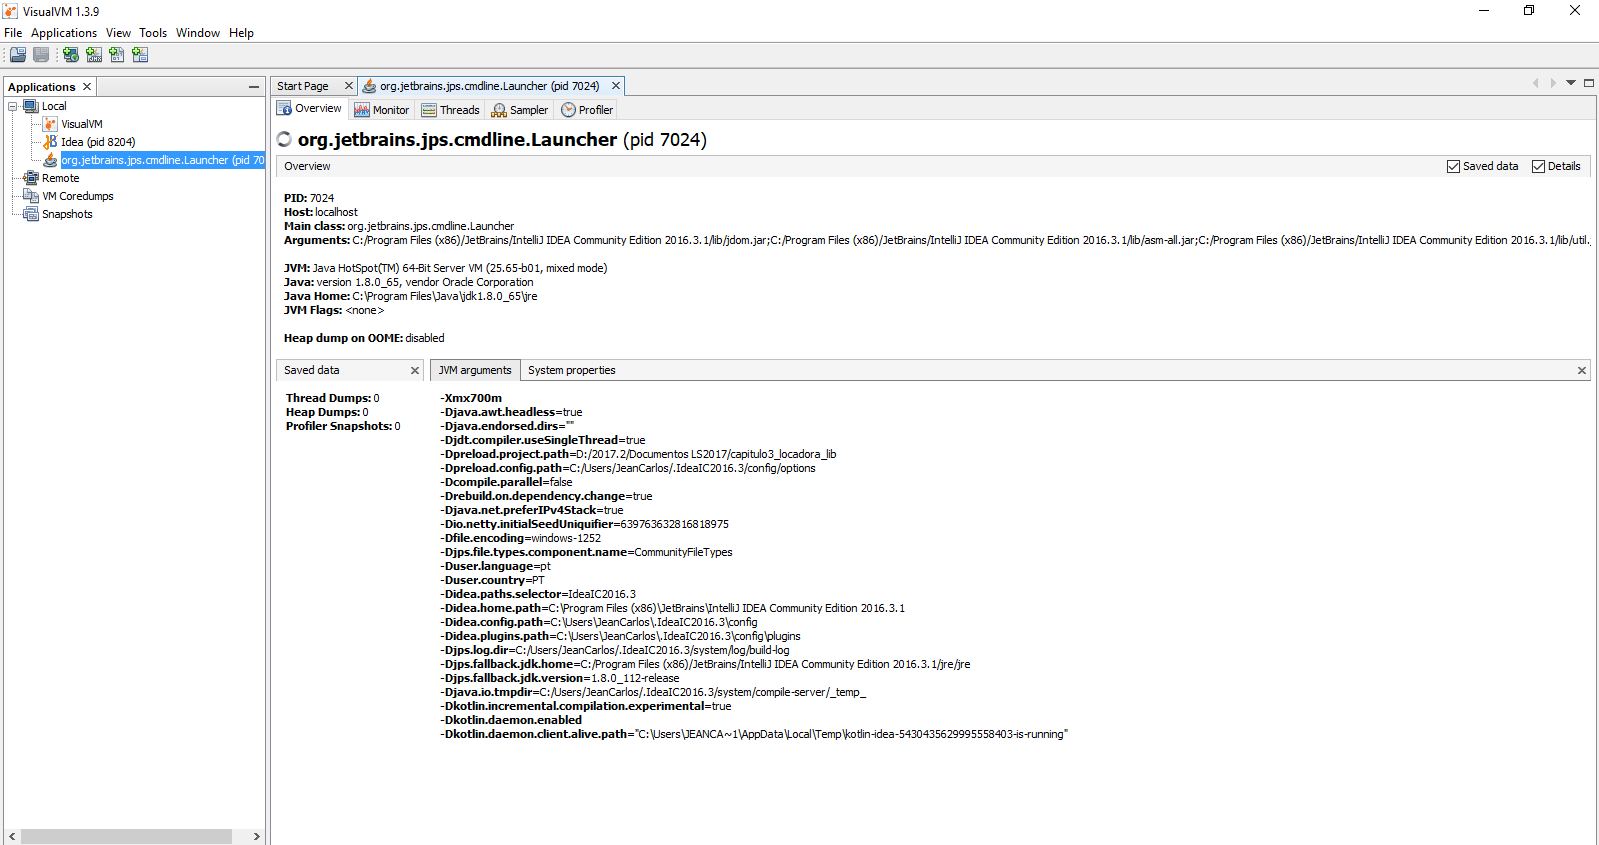 VisualVM 1.3.9
File Applications View Tools Window Help
Applications
Local
VisualVM
Idea (pid 8204)
org.jetbrains.jps.cmdline.Launcher (pid 70
Remote
VM Coredumps
Snapshots
Start Page
org.jetbrains.jps.cmdline.Launcher (pid 7024)
Overview Monitor Threads Sampler Profiler
org.jetbrains.jps.cmdline.Launcher (pid 7024)
Overview
Saved data Details
PID: 7024
Host: localhost
Main class: org.jetbrains.jps.cmdline.Launcher
Arguments: C:/Program Files (x86)/JetBrains/IntelliJ IDEA Community Edition 2016.3.1/lib/jdom.jar;C:/Program Files (x86)/JetBrains/IntelliJ IDEA Community Edition 2016.3.1/lib/asm-all.jar;C:/Program Files (x86)/JetBrains/IntelliJ IDEA Community Edition 2016.3.1/lib/util.
JVM: Java HotSpot(TM) 64-Bit Server VM (25.65-b01, mixed mode)
Java: version 1.8.0_65, vendor Oracle Corporation
Java Home: C:\Program Files\Java\jdk1.8.0_65\jre
JVM Flags: <none>
Heap dump on OOME: disabled
Saved data
Thread Dumps: 0
Heap Dumps: 0
Profiler Snapshots: 0
JVM arguments System properties
-Xmx700m
-Djava.awt.headless=true
-Djava.endorsed.dirs=""
-Djdt.compiler.useSingleThread=true
-Dpreload.project.path=D:/2017.2/Documentos LS2017/capitulo3_locadora_lib
-Dpreload.config.path=C:/Users/JeanCarlos/.IdeaIC2016.3/config/options
-Dcompile.parallel=false
-Drebuild.on.dependency.change=true
-Djava.net.preferIPv4Stack=true
-Dio.netty.initialSeedUniquifier=639763632816818975
-Dfile.encoding=windows-1252
-Djps.file.types.component.name=CommunityFileTypes
-Duser.language=pt
-Duser.country=PT
-Didea.paths.selector=IdeaIC2016.3
-Didea.home.path=C:\Program Files (x86)\JetBrains\IntelliJ IDEA Community Edition 2016.3.1
-Didea.config.path=C:\Users\JeanCarlos\.IdeaIC2016.3\config
-Didea.plugins.path=C:\Users\JeanCarlos\.IdeaIC2016.3\config\plugins
-Djps.log.dir=C:/Users/JeanCarlos/.IdeaIC2016.3/system/log/build-log
-Djps.fallback.jdk.home=C:/Program Files (x86)/JetBrains/IntelliJ IDEA Community Edition 2016.3.1/jre/jre
-Djps.fallback.jdk.version=1.8.0_112-release
-Djava.io.tmpdir=C:/Users/JeanCarlos/.IdeaIC2016.3/system/compile-server/_temp_
-Dkotlin.incremental.compilation.experimental=true
-Dkotlin.daemon.enabled
-Dkotlin.daemon.client.alive.path="C:\Users\JEANCA~1\AppData\Local\Temp\kotlin-idea-5430435629995558403-is-running"